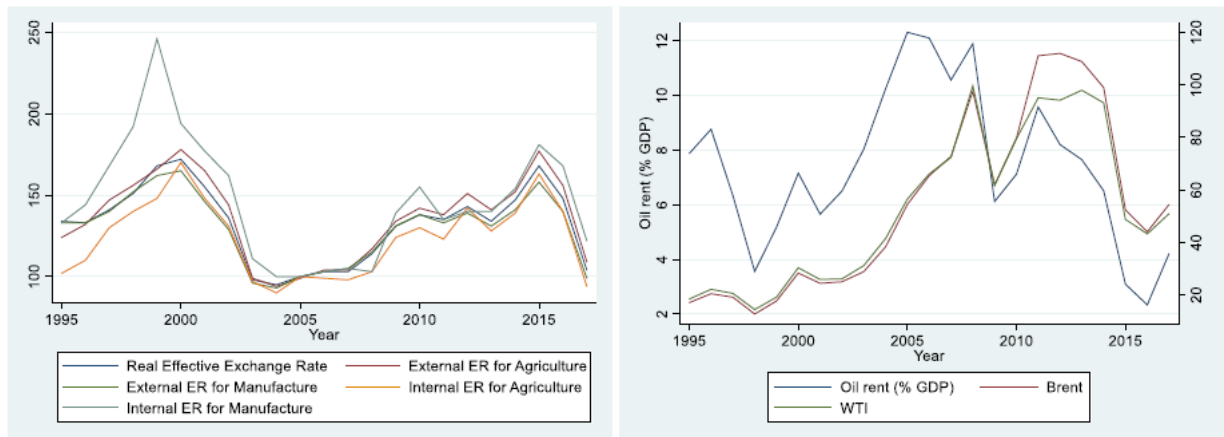 250
200
150
100
1995
2000
2005
2010
2015
Year
Real Effective Exchange Rate
External ER for Agriculture
External ER for Manufacture
Internal ER for Agriculture
Internal ER for Manufacture
Oil rent (% GDP)
12
10
8
6
4
2
120
100
80
60
40
20
1995
2000
2005
2010
2015
Year
Oil rent (% GDP)
Brent
WTI